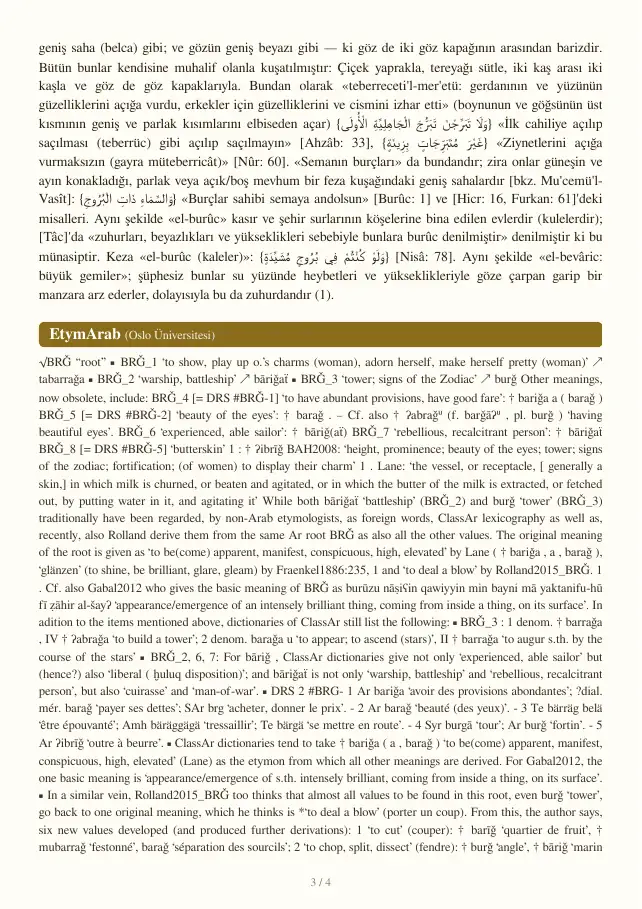 geniş saha (belca) gibi; ve gözün geniş beyazı gibi — ki göz de iki göz kapağının arasından barizdir.
Bütün bunlar kendisine muhalif olanla kuşatılmıştır: Çiçek yaprakla, tereyağı sütle, iki kaş arası iki
kaşla ve göz de göz kapaklarıyla. Bundan olarak «teberreceti'l-mer'etü: gerdanının ve yüzünün
güzelliklerini açığa vurdu, erkekler için güzelliklerini ve cismini izhar etti» (boynunun ve göğsünün üst
kısmının geniş ve parlak kısımlarını elbiseden açar) {وَلَا تَبَرَّجْنَ تَبَرُّجَ الْجَاهِلِيَّةِ الْأُولَى} «İlk cahiliye açılıp
saçılması (teberrüc) gibi açılıp saçılmayın» [Ahzâb: 33], {غَيْرَ مُتَبَرِّجَاتٍ بِزِينَةٍ} «Ziynetlerini açığa
vurmaksızın (gayra müteberricât)» [Nûr: 60]. «Semanın burçları» da bundandır; zira onlar güneşin ve
ayın konakladığı, parlak veya açık/boş mevhum bir feza kuşağındaki geniş sahalardır [bkz. Mu'cemü'l-
Vasît]: {وَالسَّمَاءِ ذَاتِ الْبُرُوجِ} «Burçlar sahibi semaya andolsun» [Burûc: 1] ve [Hicr: 16, Furkan: 61]'deki
misalleri. Aynı şekilde «el-burûc» kasır ve şehir surlarının köşelerine bina edilen evlerdir (kulelerdir);
[Tâc]'da «zuhurları, beyazlıkları ve yükseklikleri sebebiyle bunlara burûc denilmiştir» denilmiştir ki bu
münasiptir. Keza «el-burûc (kaleler)»: {وَلَوْ كُنْتُمْ فِي بُرُوجٍ مُشَيَّدَةٍ} [Nisâ: 78]. Aynı şekilde «el-bevâric:
büyük gemiler»; şüphesiz bunlar su yüzünde heybetleri ve yükseklikleriyle göze çarpan garip bir
manzara arz ederler, dolayısıyla bu da zuhurdandır (1).
EtymArab (Oslo Üniversitesi)
√BRǦ “root” ▪ BRǦ_1 ‘to show, play up o.’s charms (woman), adorn herself, make herself pretty (woman)’ ↗
tabarraǧa ▪ BRǦ_2 ‘warship, battleship’ ↗ bāriǧaẗ ▪ BRǦ_3 ‘tower; signs of the Zodiac’ ↗ burǧ Other meanings,
now obsolete, include: BRǦ_4 [= DRS #BRǦ-1] ‘to have abundant provisions, have good fare’: † bariǧa a ( baraǧ )
BRǦ_5 [= DRS #BRǦ-2] ‘beauty of the eyes’: † baraǧ . – Cf. also † ʔabraǧᵘ (f. barǧāʔᵘ , pl. burǧ ) ‘having
beautiful eyes’. BRǦ_6 ‘experienced, able sailor’: † bāriǧ(aẗ) BRǦ_7 ‘rebellious, recalcitrant person’: † bāriǧaẗ
BRǦ_8 [= DRS #BRǦ-5] ‘butterskin’ 1 : † ʔibrīǧ BAH2008: ‘height, prominence; beauty of the eyes; tower; signs
of the zodiac; fortification; (of women) to display their charm’ 1 . Lane: ‘the vessel, or receptacle, [ generally a
skin,] in which milk is churned, or beaten and agitated, or in which the butter of the milk is extracted, or fetched
out, by putting water in it, and agitating it’ While both bāriǧaẗ ‘battleship’ (BRǦ_2) and burǧ ‘tower’ (BRǦ_3)
traditionally have been regarded, by non-Arab etymologists, as foreign words, ClassAr lexicography as well as,
recently, also Rolland derive them from the same Ar root BRǦ as also all the other values. The original meaning
of the root is given as ‘to be(come) apparent, manifest, conspicuous, high, elevated’ by Lane ( † bariǧa , a , baraǧ ),
‘glänzen’ (to shine, be brilliant, glare, gleam) by Fraenkel1886:235, 1 and ‘to deal a blow’ by Rolland2015_BRǦ. 1
. Cf. also Gabal2012 who gives the basic meaning of BRǦ as burūzu nāṣiʕin qawiyyin min bayni mā yaktanifu-hū
fī ẓāhir al-šayʔ ‘appearance/emergence of an intensely brilliant thing, coming from inside a thing, on its surface’. In
adition to the items mentioned above, dictionaries of ClassAr still list the following: ▪ BRǦ_3 : 1 denom. † barraǧa
, IV † ʔabraǧa ‘to build a tower’; 2 denom. baraǧa u ‘to appear; to ascend (stars)’, II † barraǧa ‘to augur s.th. by the
course of the stars’ ▪ BRǦ_2, 6, 7: For bāriǧ , ClassAr dictionaries give not only ‘experienced, able sailor’ but
(hence?) also ‘liberal ( ḫuluq disposition)’; and bāriǧaẗ is not only ‘warship, battleship’ and ‘rebellious, recalcitrant
person’, but also ‘cuirasse’ and ‘man-of-war’. ▪ DRS 2 #BRG- 1 Ar bariǧa ‘avoir des provisions abondantes’; ?dial.
mér. baraǧ ‘payer ses dettes’; SAr brg ‘acheter, donner le prix’. - 2 Ar baraǧ ‘beauté (des yeux)’. - 3 Te bärräg belä
‘être épouvanté’; Amh bäräggägä ‘tressaillir’; Te bärgä ‘se mettre en route’. - 4 Syr burgā ‘tour’; Ar burǧ ‘fortin’. - 5
Ar ʔibrīǧ ‘outre à beurre’. ▪ ClassAr dictionaries tend to take † bariǧa ( a , baraǧ ) ‘to be(come) apparent, manifest,
conspicuous, high, elevated’ (Lane) as the etymon from which all other meanings are derived. For Gabal2012, the
one basic meaning is ‘appearance/emergence of s.th. intensely brilliant, coming from inside a thing, on its surface’.
▪ In a similar vein, Rolland2015_BRǦ too thinks that almost all values to be found in this root, even burǧ ‘tower’,
go back to one original meaning, which he thinks is *‘to deal a blow’ (porter un coup). From this, the author says,
six new values developed (and produced further derivations): 1 ‘to cut’ (couper): † barīǧ ‘quartier de fruit’, †
mubarraǧ ‘festonné’, baraǧ ‘séparation des sourcils’; 2 ‘to chop, split, dissect’ (fendre): † burǧ ‘angle’, † bāriǧ ‘marin
3 / 4